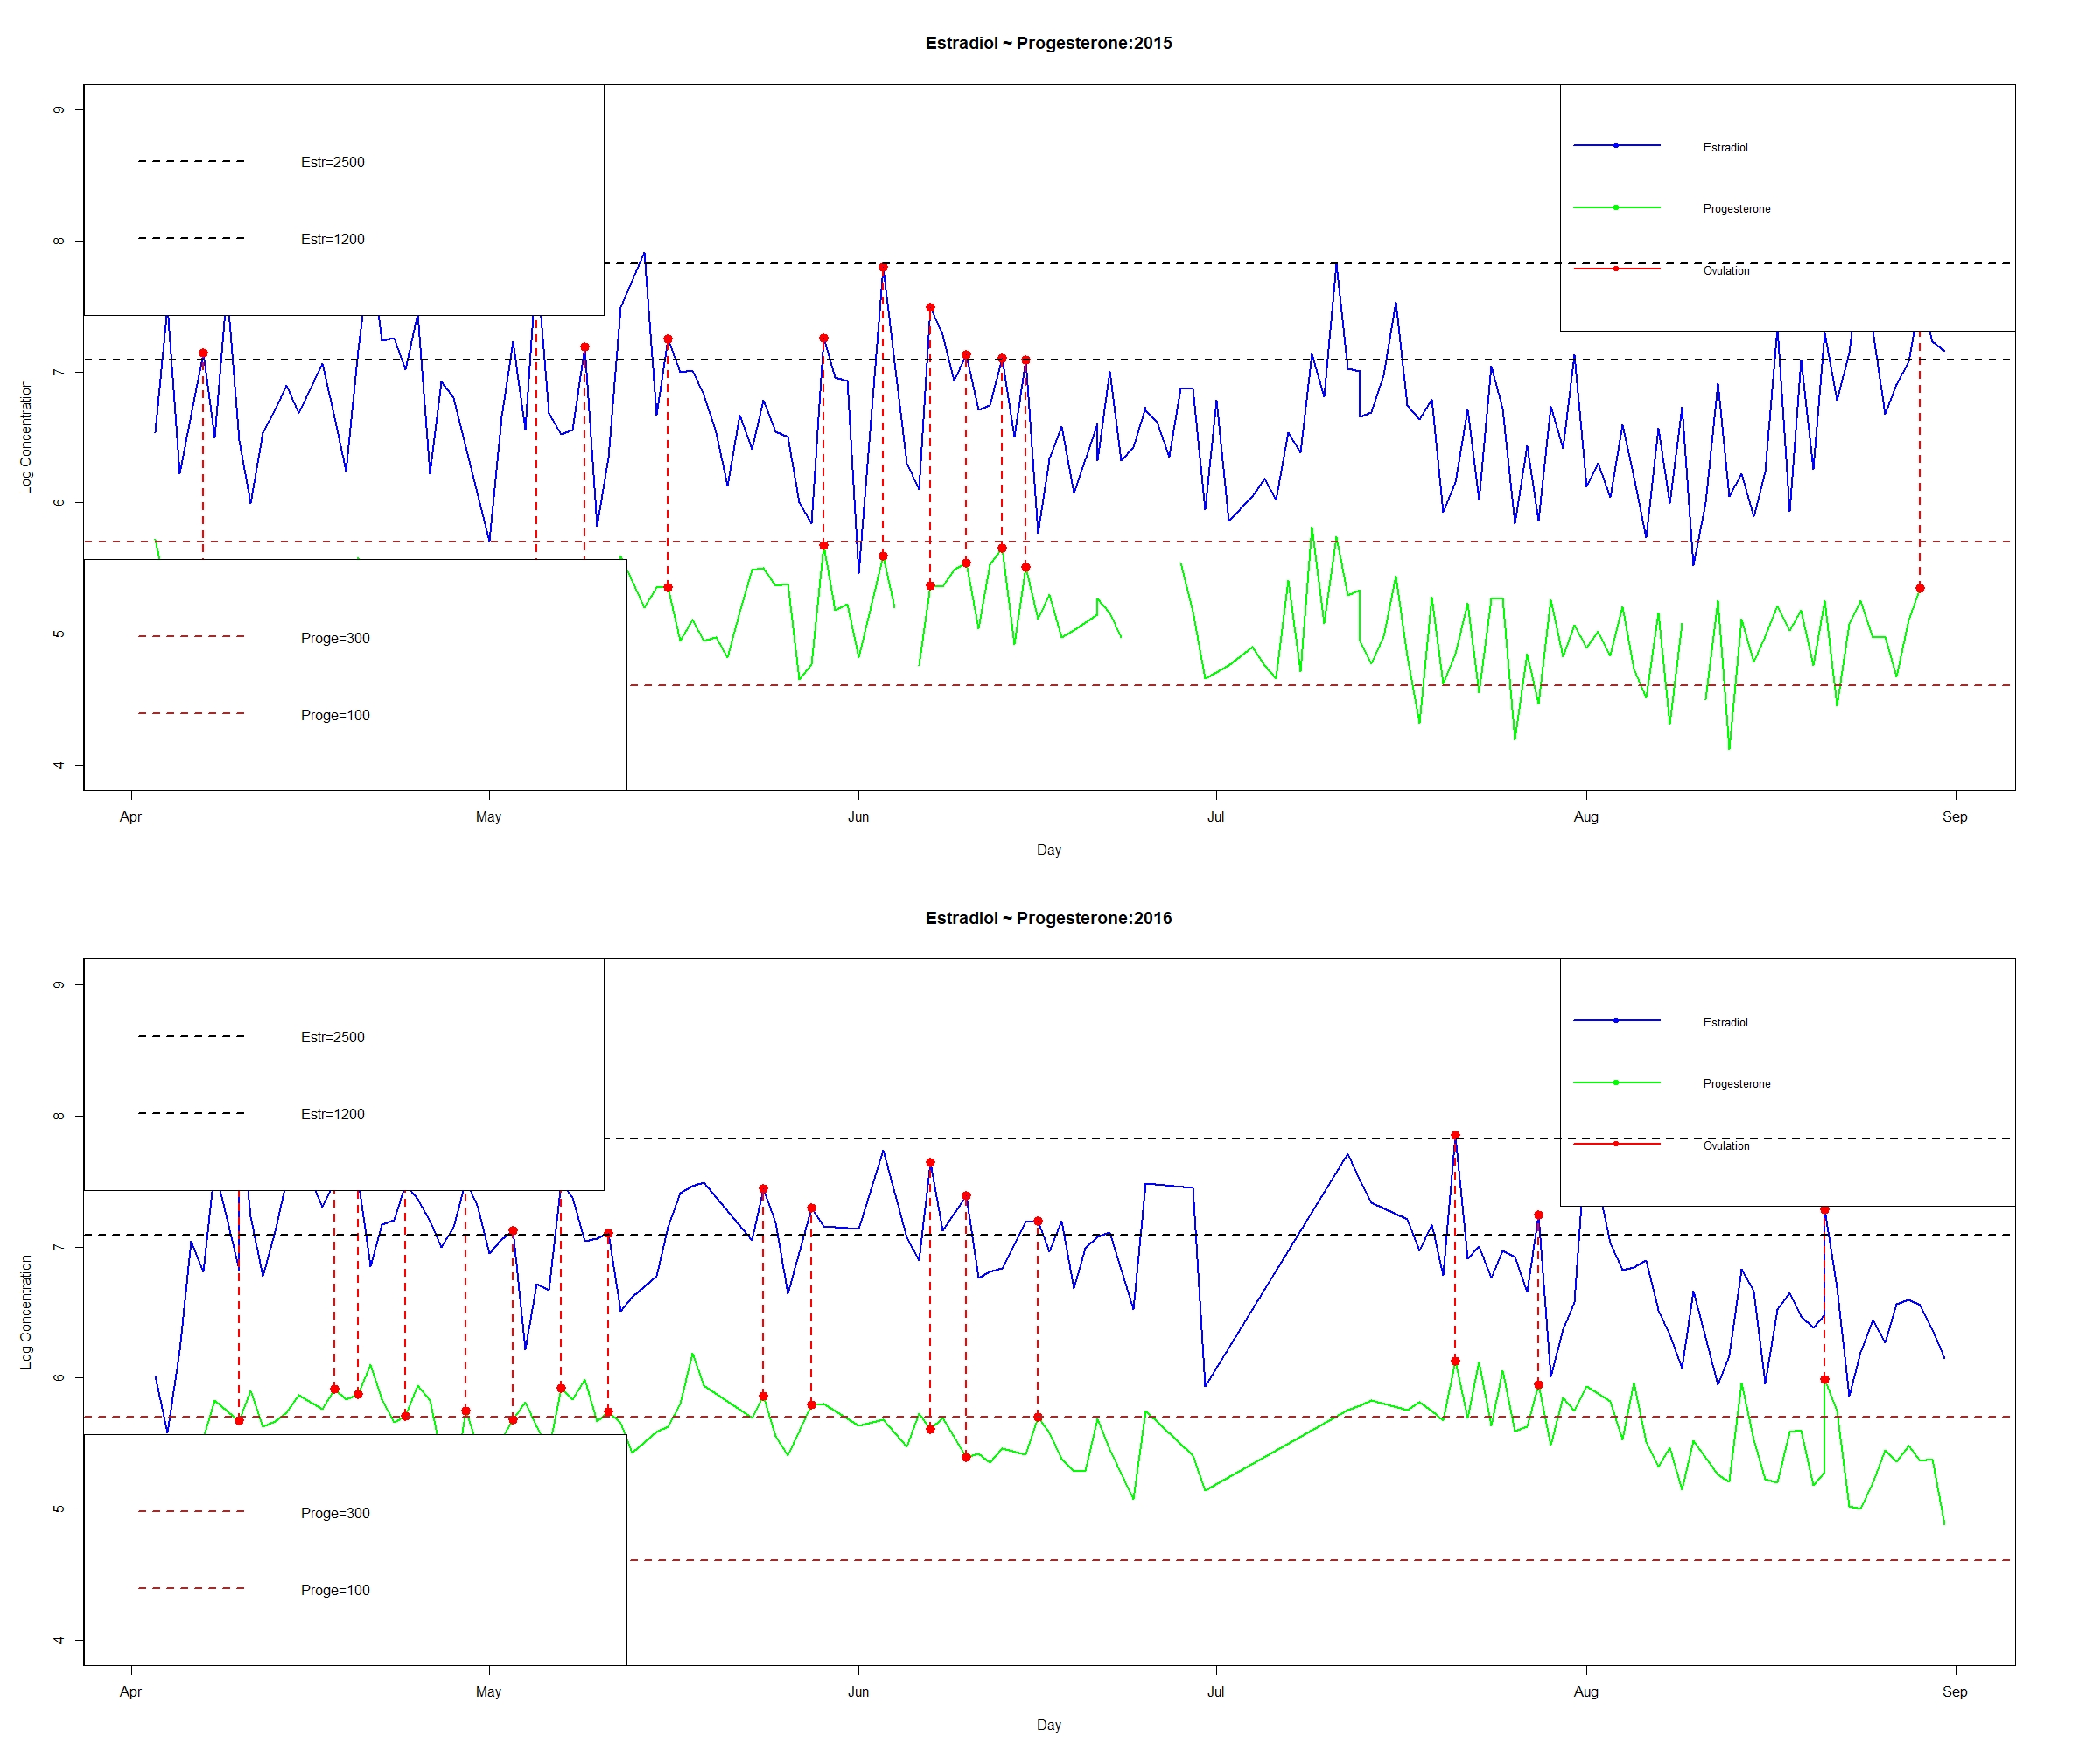 Estradiol ~ Progesterone:2015
Log Concentration
9
8
7
6
5
4
Estr=2500
Estr=1200
Estradiol
Progesterone
Ovulation
Proge=300
Proge=100
Apr
May
Jun
Jul
Aug
Sep
Day
Estradiol ~ Progesterone:2016
Log Concentration
9
8
7
6
5
4
Estr=2500
Estr=1200
Estradiol
Progesterone
Ovulation
Proge=300
Proge=100
Apr
May
Jun
Jul
Aug
Sep
Day